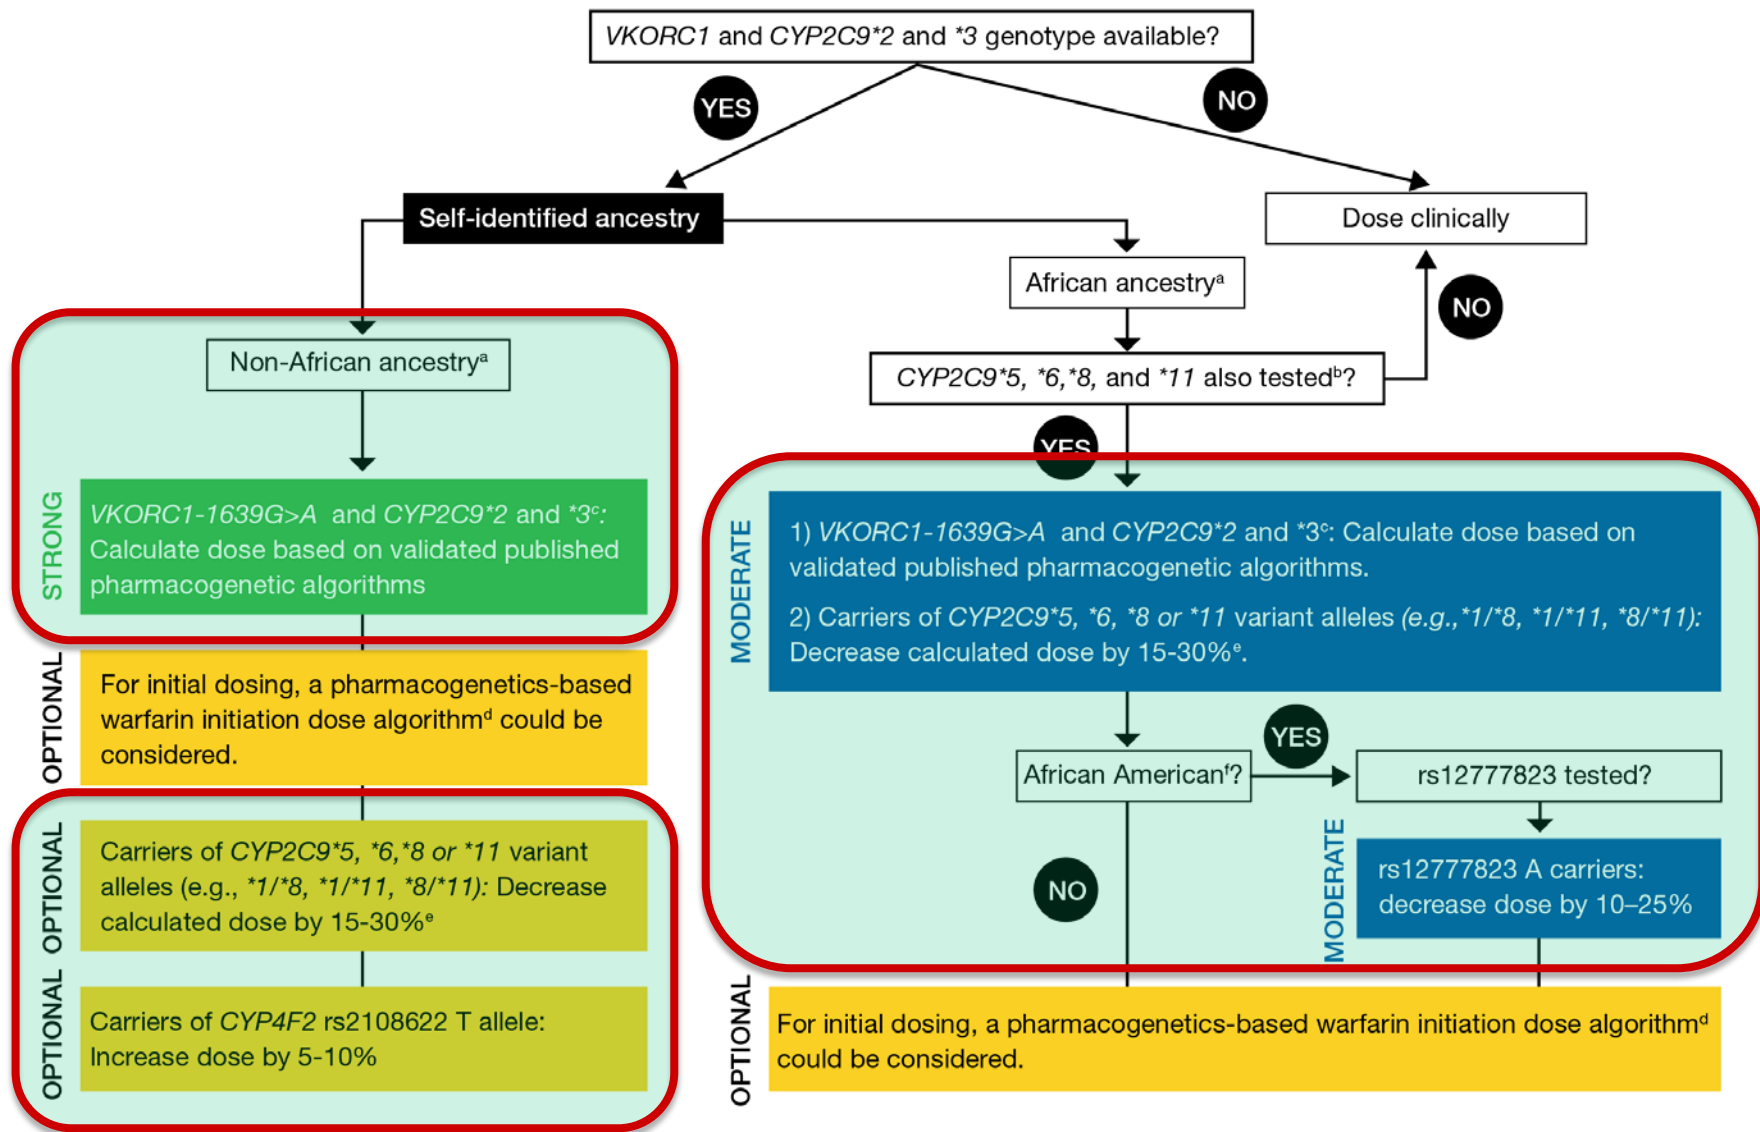 VKORC1 and CYP2C9*2 and *3 genotype available?
YES
NO
Self-identified ancestry
Dose clinically
African ancestryᵃ
NO
Non-African ancestryᵃ
CYP2C9*5, *6,*8, and *11 also testedᵇ?
YES
STRONG
VKORC1-1639G>A and CYP2C9*2 and *3ᶜ:
Calculate dose based on validated published
pharmacogenetic algorithms
MODERATE
1) VKORC1-1639G>A and CYP2C9*2 and *3ᶜ: Calculate dose based on
validated published pharmacogenetic algorithms.
2) Carriers of CYP2C9*5, *6, *8 or *11 variant alleles (e.g.,*1/*8, *1/*11, *8/*11):
Decrease calculated dose by 15-30%ᵉ.
OPTIONAL
For initial dosing, a pharmacogenetics-based
warfarin initiation dose algorithmᵈ could be
considered.
African Americanᶠ?
YES
rs12777823 tested?
OPTIONAL
Carriers of CYP2C9*5, *6,*8 or *11 variant
alleles (e.g., *1/*8, *1/*11, *8/*11): Decrease
calculated dose by 15-30%ᵉ
NO
MODERATE
rs12777823 A carriers:
decrease dose by 10–25%
OPTIONAL
Carriers of CYP4F2 rs2108622 T allele:
Increase dose by 5-10%
OPTIONAL
For initial dosing, a pharmacogenetics-based warfarin initiation dose algorithmᵈ
could be considered.